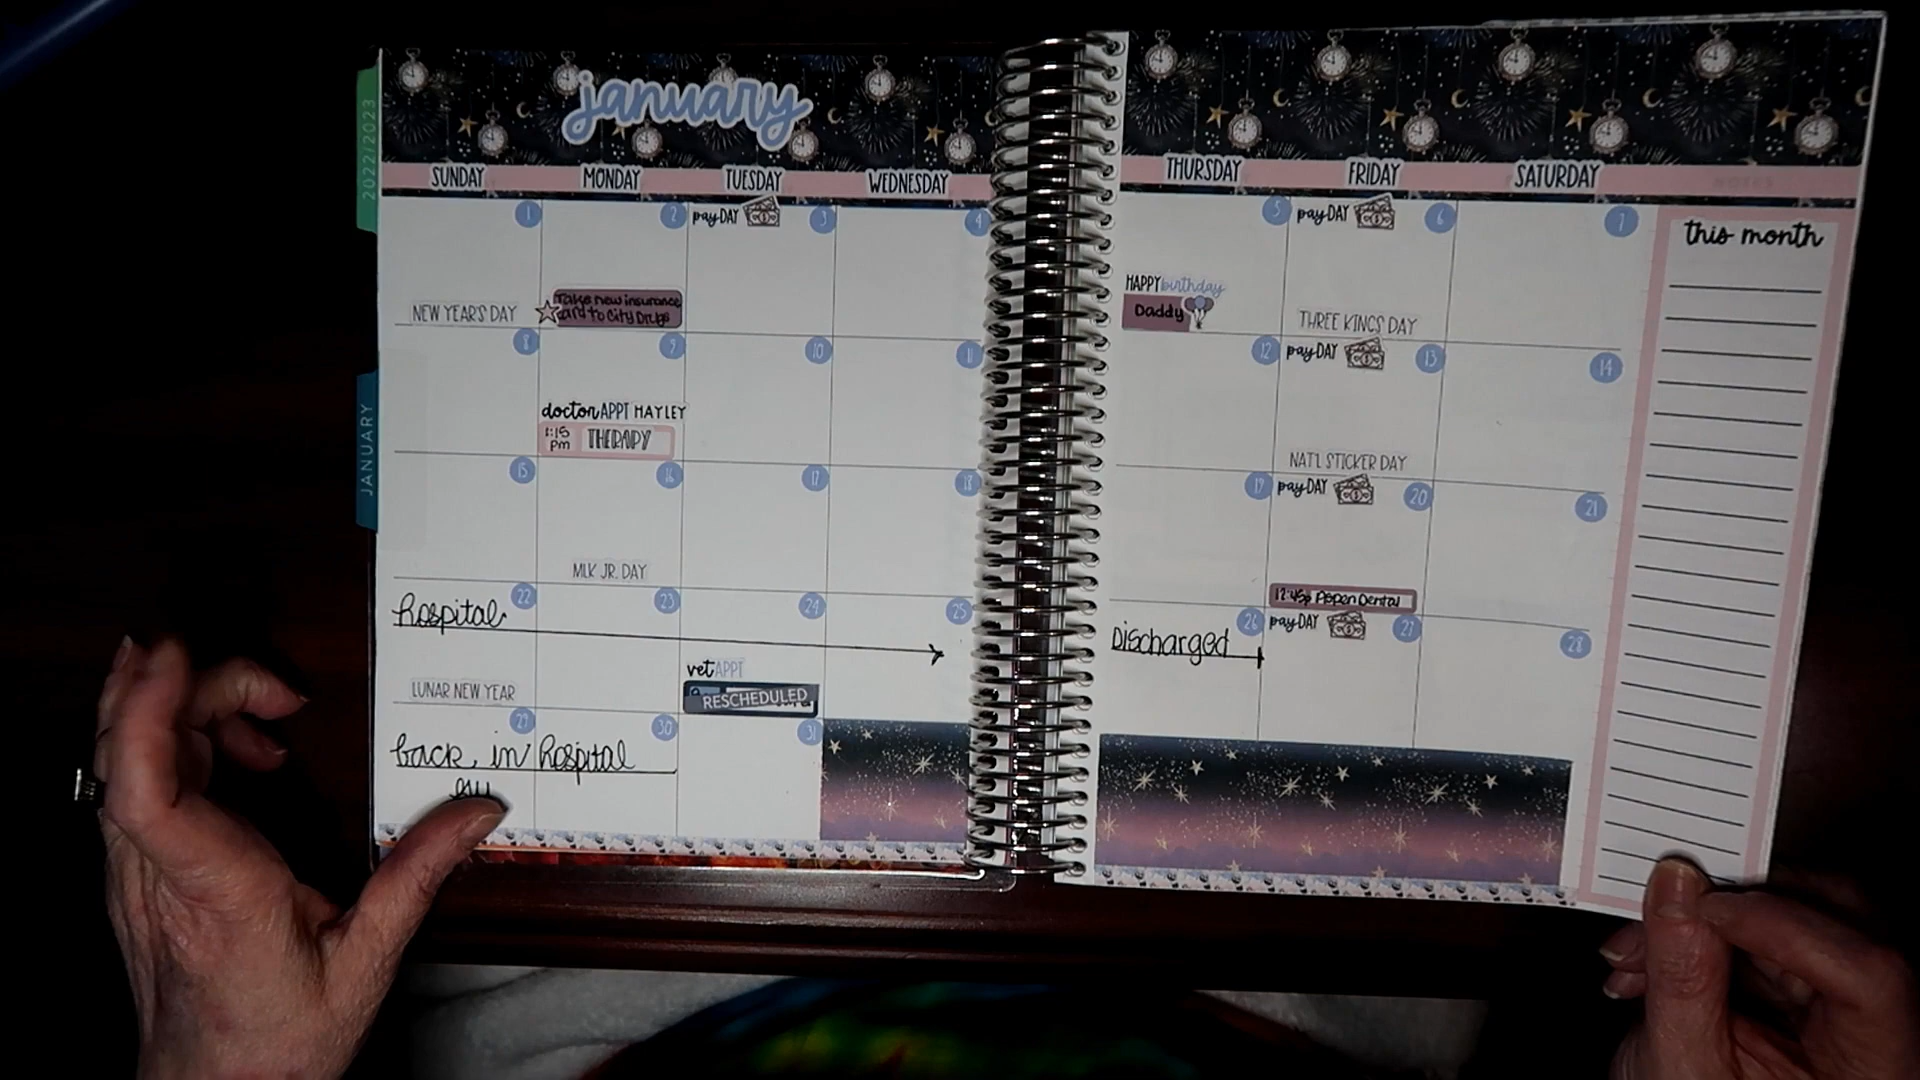 january
2022/2023
SUNDAY
MONDAY
TUESDAY
WEDNESDAY
THURSDAY
FRIDAY
SATURDAY
1
2
payDAY
3
4
5
payDAY
6
7
this month
NEW YEAR'S DAY
Take new insurance
card to City Drugs
HAPPY birthday
Daddy
THREE KINGS DAY
8
9
10
11
12
payDAY
13
14
JANUARY
doctor APPT HAYLEY
1:15
pm
THERAPY
NAT'L STICKER DAY
15
16
17
18
19
payDAY
20
21
MLK JR. DAY
12:45p Aspen Dental
hospital
22
23
24
25
Discharged
26
payDAY
27
28
LUNAR NEW YEAR
vet APPT
RESCHEDULED
29
30
31
back in hospital